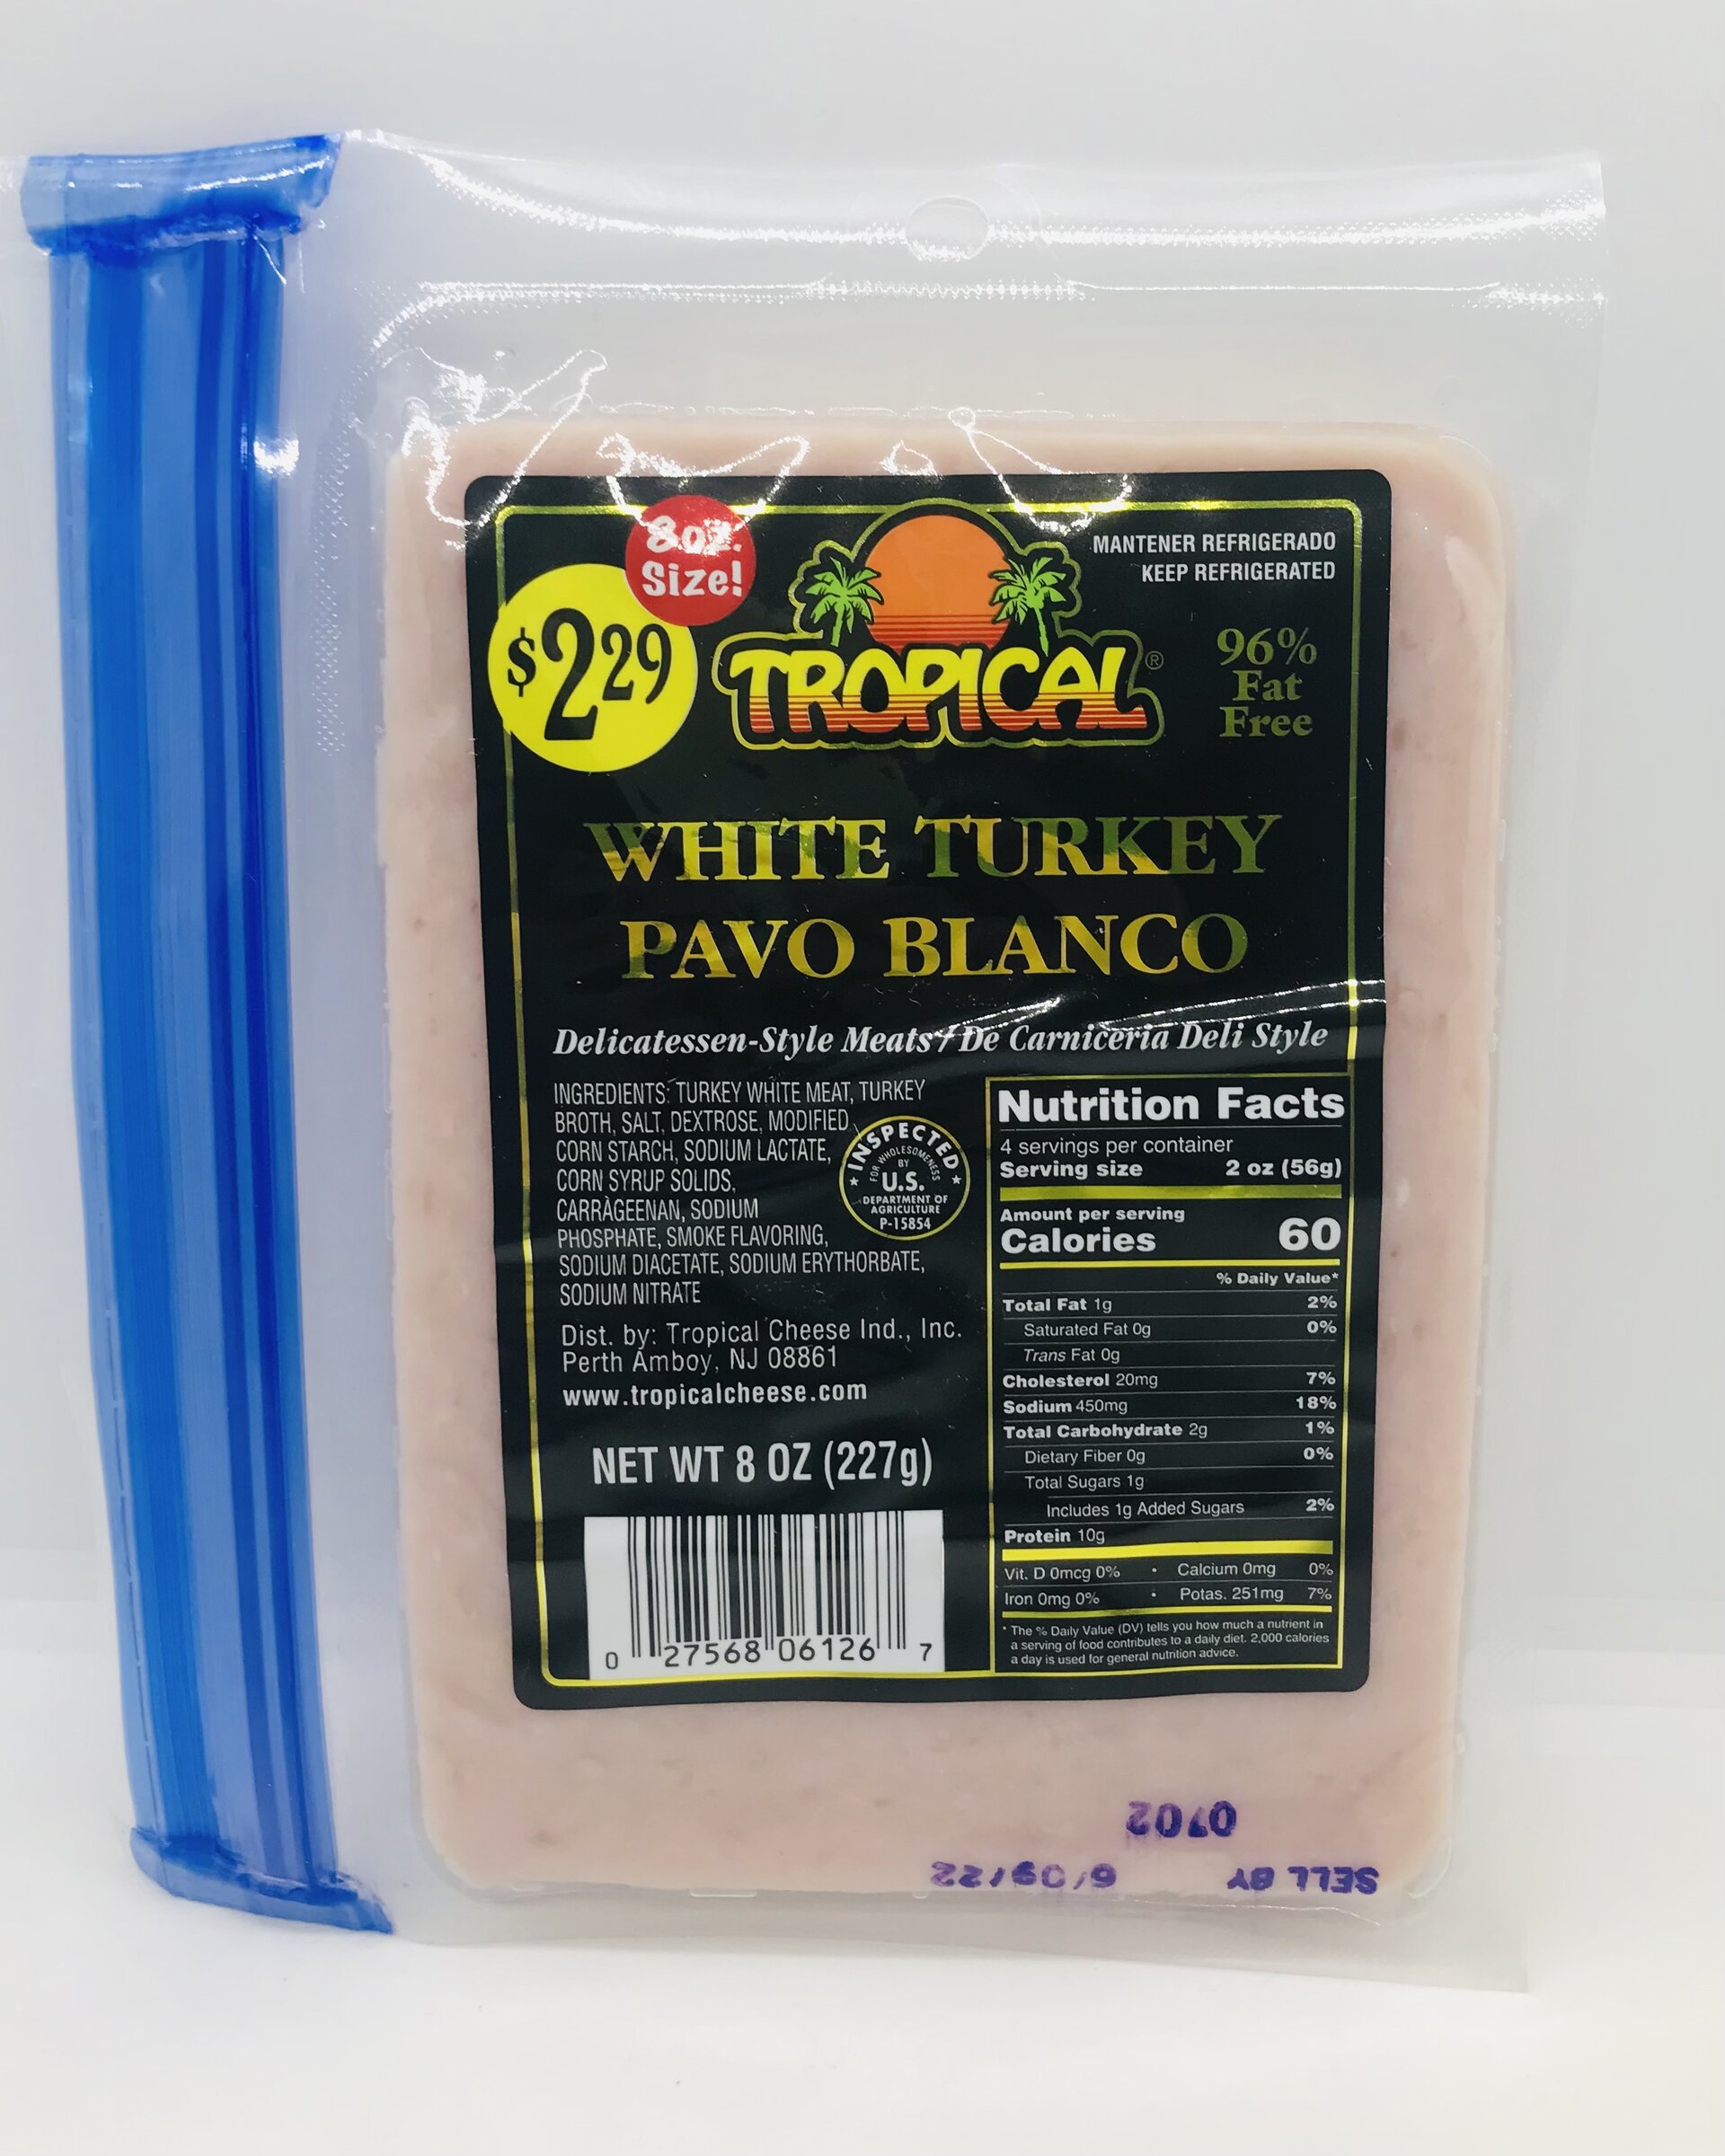 8oz.
Size!
$2.29
TROPICAL®
MANTENER REFRIGERADO
KEEP REFRIGERATED
96%
Fat
Free
WHITE TURKEY
PAVO BLANCO
Delicatessen-Style Meats / De Carniceria Deli Style
INGREDIENTS: TURKEY WHITE MEAT, TURKEY
BROTH, SALT, DEXTROSE, MODIFIED
CORN STARCH, SODIUM LACTATE,
CORN SYRUP SOLIDS,
CARRAGEENAN, SODIUM
PHOSPHATE, SMOKE FLAVORING,
SODIUM DIACETATE, SODIUM ERYTHORBATE,
SODIUM NITRATE
INSPECTED
FOR WHOLESOMENESS
BY
U.S.
DEPARTMENT OF
AGRICULTURE
P-15854
Dist. by: Tropical Cheese Ind., Inc.
Perth Amboy, NJ 08861
www.tropicalcheese.com
NET WT 8 OZ (227g)
0 27568 06126 7
Nutrition Facts
4 servings per container
Serving size 2 oz (56g)
Amount per serving
Calories 60
% Daily Value*
Total Fat 1g 2%
Saturated Fat 0g 0%
Trans Fat 0g
Cholesterol 20mg 7%
Sodium 450mg 18%
Total Carbohydrate 2g 1%
Dietary Fiber 0g 0%
Total Sugars 1g
Includes 1g Added Sugars 2%
Protein 10g
Vit. D 0mcg 0% • Calcium 0mg 0%
Iron 0mg 0% • Potas. 251mg 7%
* The % Daily Value (DV) tells you how much a nutrient in
a serving of food contributes to a daily diet. 2,000 calories
a day is used for general nutrition advice.
SELL BY 6/09/22
0702